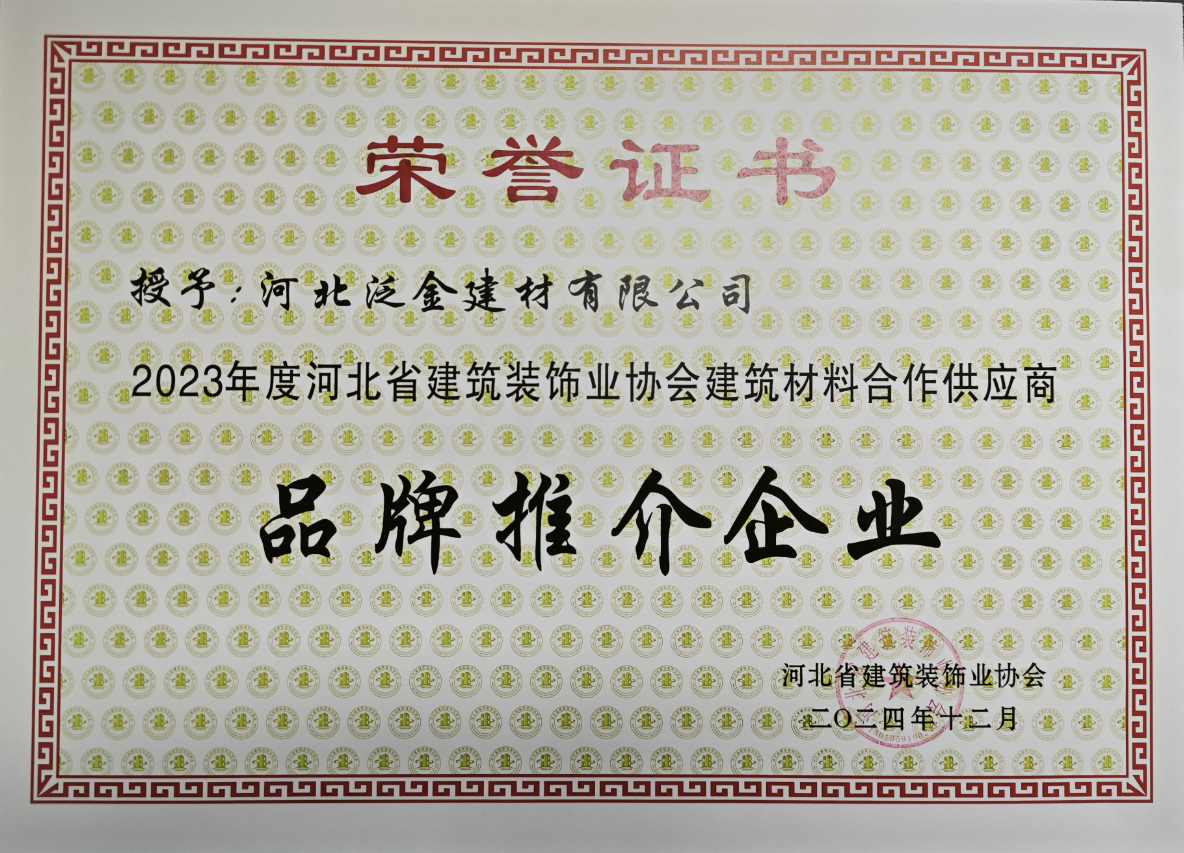 荣誉证书
授予：河北泛金建材有限公司
2023年度河北省建筑装饰业协会建筑材料合作供应商
品牌推介企业
河北省建筑装饰业协会
二〇二四年十二月